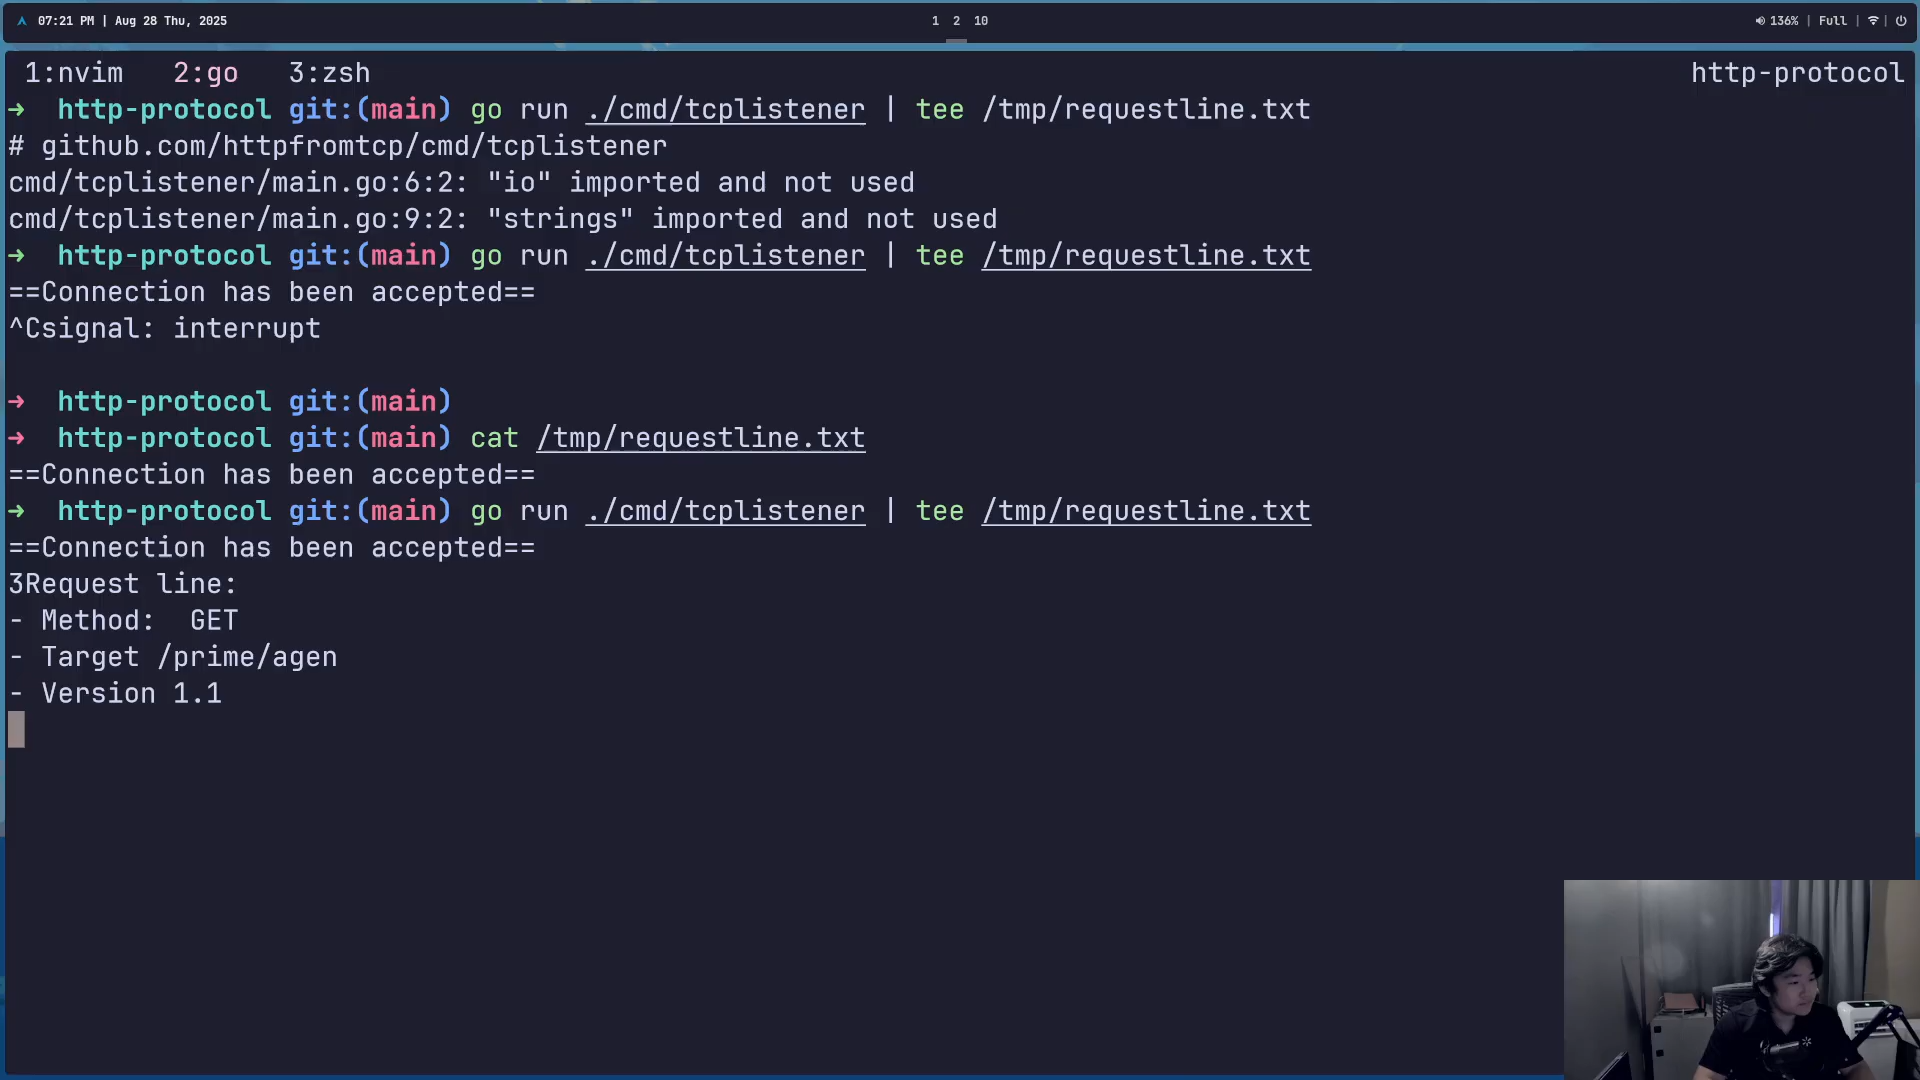 07:21 PM | Aug 28 Thu, 2025
1 2 10
136% | Full
1:nvim 2:go 3:zsh
http-protocol
→ http-protocol git:(main) go run ./cmd/tcplistener | tee /tmp/requestline.txt
# github.com/httpfromtcp/cmd/tcplistener
cmd/tcplistener/main.go:6:2: "io" imported and not used
cmd/tcplistener/main.go:9:2: "strings" imported and not used
→ http-protocol git:(main) go run ./cmd/tcplistener | tee /tmp/requestline.txt
==Connection has been accepted==
^Csignal: interrupt
→ http-protocol git:(main)
→ http-protocol git:(main) cat /tmp/requestline.txt
==Connection has been accepted==
→ http-protocol git:(main) go run ./cmd/tcplistener | tee /tmp/requestline.txt
==Connection has been accepted==
3Request line:
- Method:  GET
- Target /prime/agen
- Version 1.1